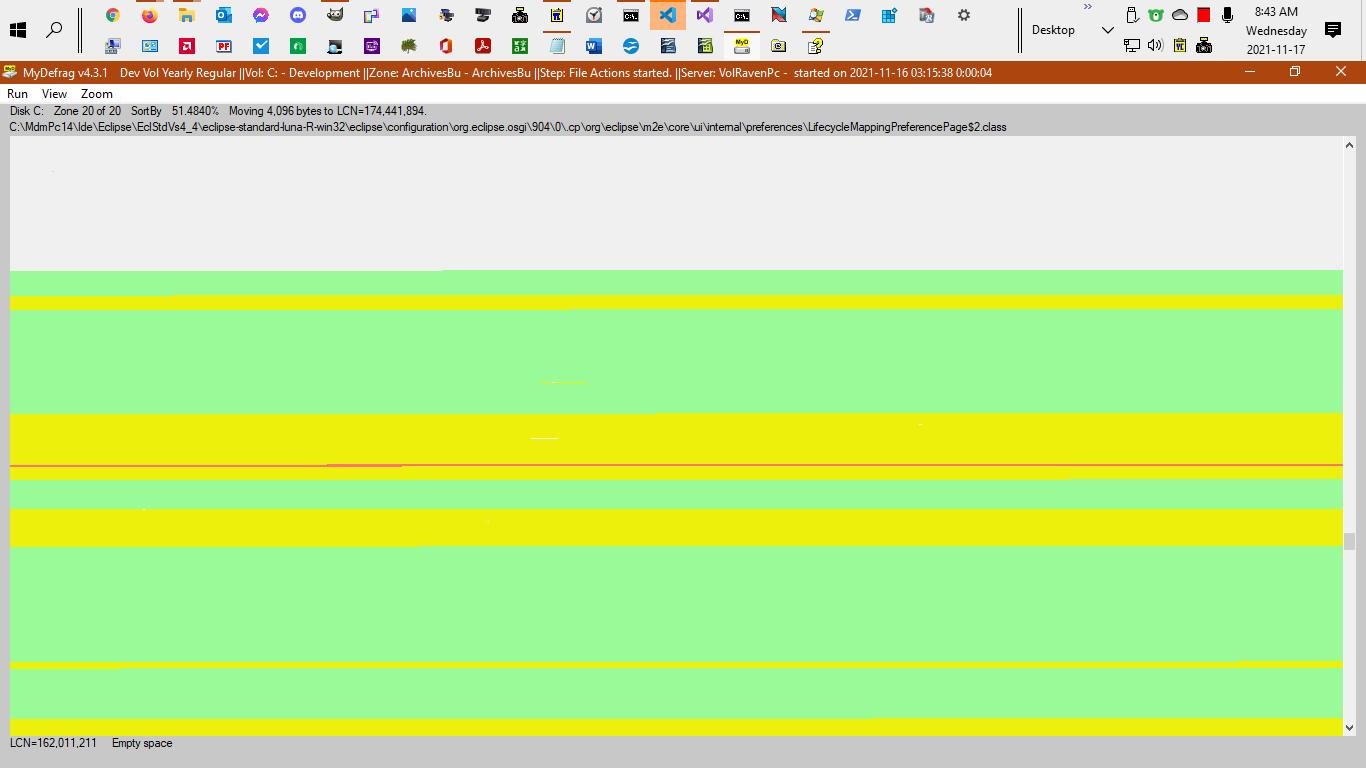 8:43 AM
Desktop
Wednesday
2021-11-17
MyDefrag v4.3.1 Dev Vol Yearly Regular ||Vol: C: - Development ||Zone: ArchivesBu - ArchivesBu ||Step: File Actions started. ||Server: VolRavenPc - started on 2021-11-16 03:15:38 0:00:04
Run View Zoom
Disk C: Zone 20 of 20 SortBy 51.4840% Moving 4,096 bytes to LCN=174,441,894.
C:\MdmPc14\Ide\Eclipse\EclStdVs4_4\eclipse-standard-luna-R-win32\eclipse\configuration\org.eclipse.osgi\904\0\.cp\org\eclipse\m2e\core\ui\internal\preferences\LifecycleMappingPreferencePage$2.class
LCN=162,011,211 Empty space